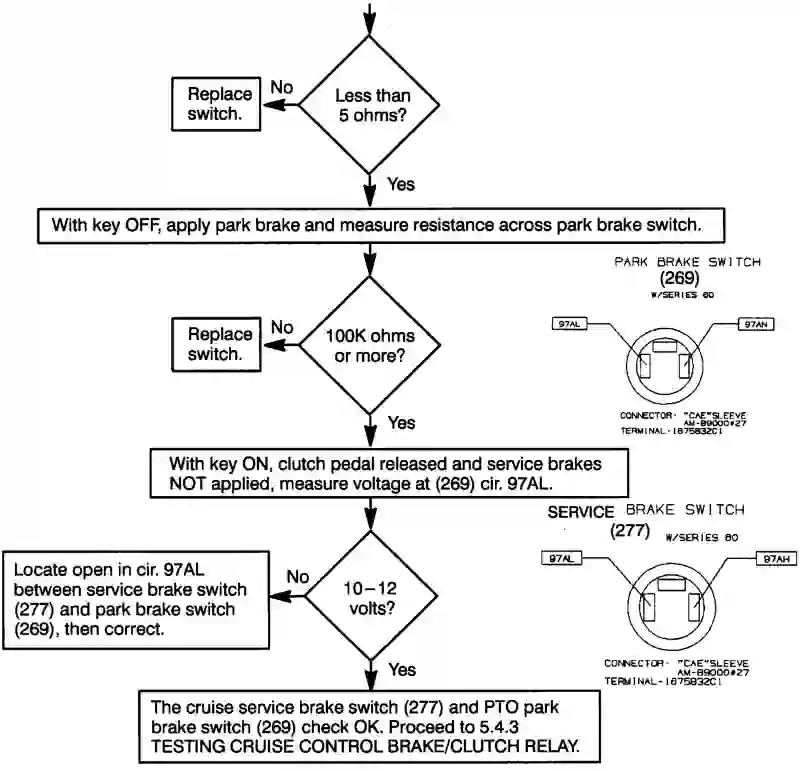 Less than
5 ohms?
No
Replace
switch.
Yes
With key OFF, apply park brake and measure resistance across park brake switch.
PARK BRAKE SWITCH
(269)
W/SERIES 60
97AL
97AN
CONNECTOR- "CAE"SLEEVE
AM-89000#27
TERMINAL-1675832C1
100K ohms
or more?
No
Replace
switch.
Yes
With key ON, clutch pedal released and service brakes
NOT applied, measure voltage at (269) cir. 97AL.
SERVICE BRAKE SWITCH
(277) W/SERIES 60
97AL
97AH
CONNECTOR- "CAE"SLEEVE
AM-89000#27
TERMINAL-1675832C1
10–12
volts?
No
Locate open in cir. 97AL
between service brake switch
(277) and park brake switch
(269), then correct.
Yes
The cruise service brake switch (277) and PTO park
brake switch (269) check OK. Proceed to 5.4.3
TESTING CRUISE CONTROL BRAKE/CLUTCH RELAY.